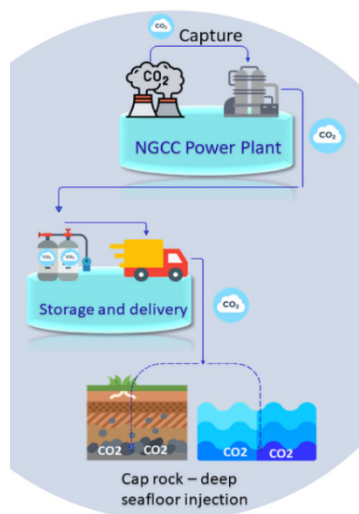 CO₂
Capture
CO₂
NGCC Power Plant
CO₂
CO₂
CO₂
Storage and delivery
CO₂
CO2
CO2
CO2
CO2
Cap rock – deep
seafloor injection